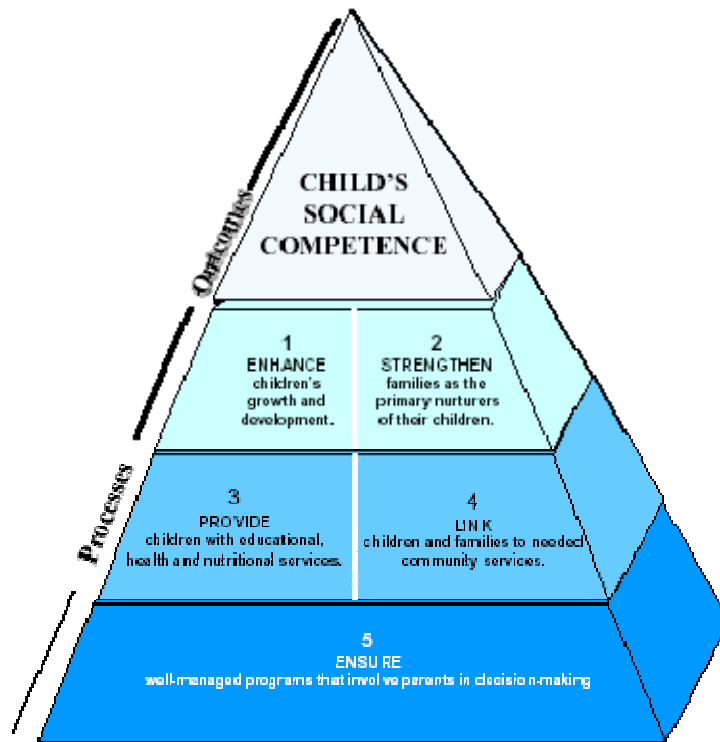 Outcomes
CHILD'S
SOCIAL
COMPETENCE
1
ENHANCE
children's
growth and
development.
2
STRENGTHEN
families as the
primary nurturers
of their children.
Processes
3
PROVIDE
children with educational,
health and nutritional services.
4
LINK
children and families to needed
community services.
5
ENSURE
well-managed programs that involve parents in decision-making